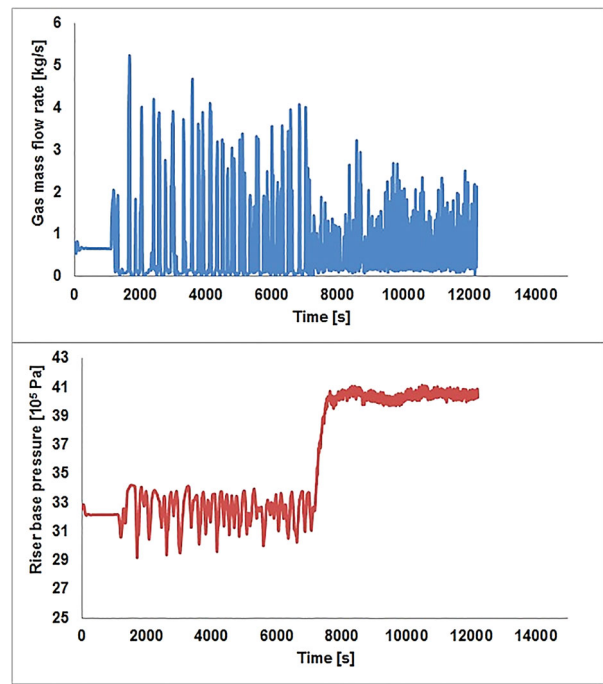 6
5
4
3
2
1
0
Gas mass flow rate [kg/s]
0 2000 4000 6000 8000 10000 12000 14000
Time [s]
43
41
39
37
35
33
31
29
27
25
Riser base pressure [10⁵ Pa]
0 2000 4000 6000 8000 10000 12000 14000
Time [s]